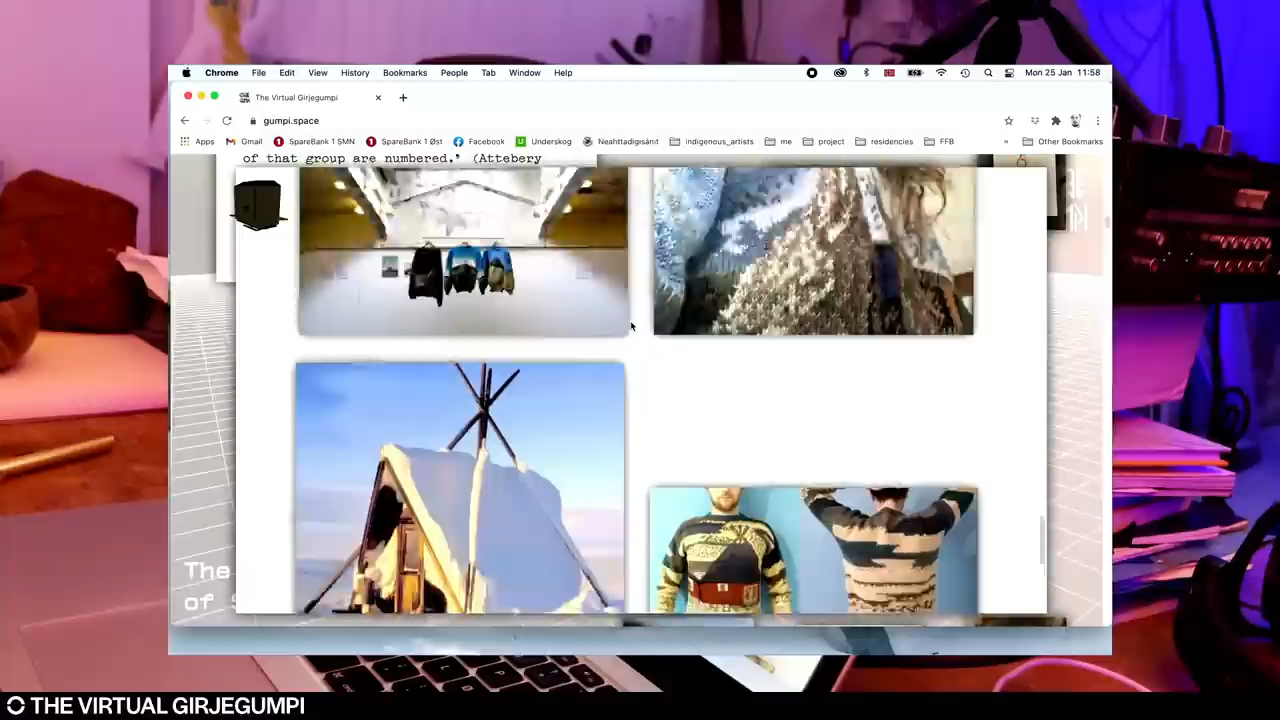 Chrome File Edit View History Bookmarks People Tab Window Help Mon 25 Jan 11:58
The Virtual Girjegumpi
gumpi.space
Apps Gmail SpareBank 1 SMN SpareBank 1 Øst Facebook Underskog Neahttadigisánit indigenous_artists me project residencies FFB » Other Bookmarks
of that group are numbered.” (Attebery
The
of
THE VIRTUAL GIRJEGUMPI